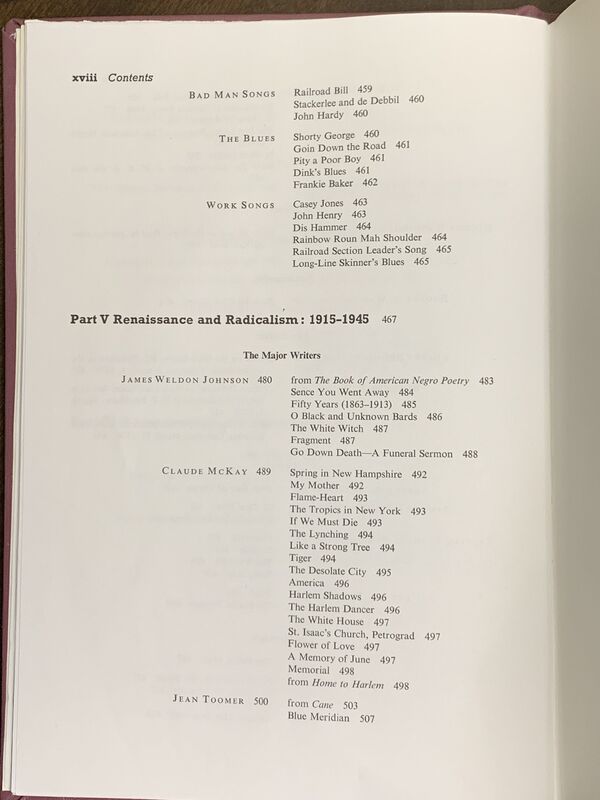 xviii Contents
BAD MAN SONGS Railroad Bill 459
Stackerlee and de Debbil 460
John Hardy 460
THE BLUES Shorty George 460
Goin Down the Road 461
Pity a Poor Boy 461
Dink's Blues 461
Frankie Baker 462
WORK SONGS Casey Jones 463
John Henry 463
Dis Hammer 464
Rainbow Roun Mah Shoulder 464
Railroad Section Leader's Song 465
Long-Line Skinner's Blues 465
Part V Renaissance and Radicalism: 1915-1945 467
The Major Writers
JAMES WELDON JOHNSON 480 from The Book of American Negro Poetry 483
Sence You Went Away 484
Fifty Years (1863–1913) 485
O Black and Unknown Bards 486
The White Witch 487
Fragment 487
Go Down Death—A Funeral Sermon 488
CLAUDE MCKAY 489 Spring in New Hampshire 492
My Mother 492
Flame-Heart 493
The Tropics in New York 493
If We Must Die 493
The Lynching 494
Like a Strong Tree 494
Tiger 494
The Desolate City 495
America 496
Harlem Shadows 496
The Harlem Dancer 496
The White House 497
St. Isaac's Church, Petrograd 497
Flower of Love 497
A Memory of June 497
Memorial 498
from Home to Harlem 498
JEAN TOOMER 500 from Cane 503
Blue Meridian 507